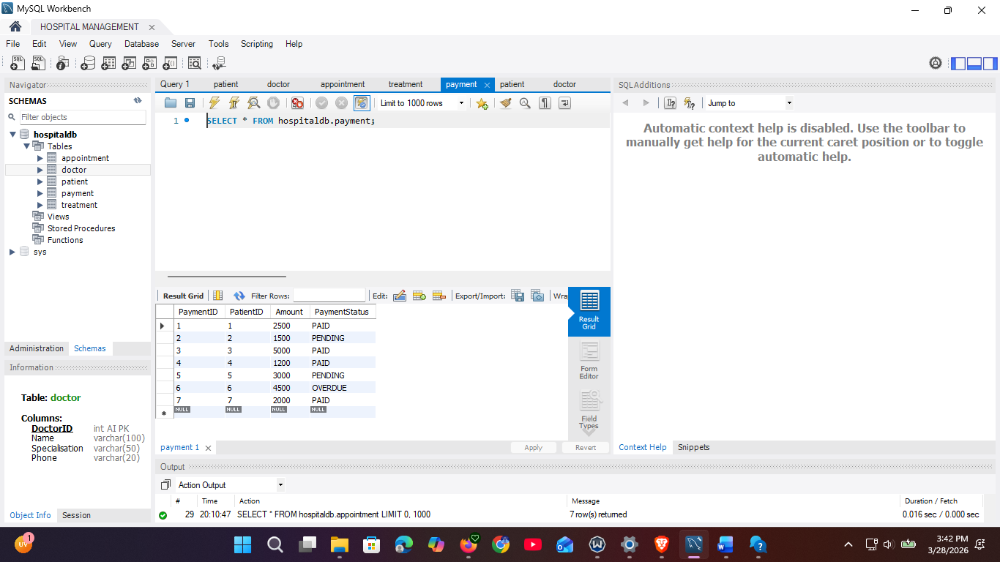 MySQL Workbench
HOSPITAL MANAGEMENT
File Edit View Query Database Server Tools Scripting Help
Navigator
SCHEMAS
Filter objects
hospitaldb
Tables
appointment
doctor
patient
payment
treatment
Views
Stored Procedures
Functions
sys
Administration Schemas
Information
Table: doctor
Columns:
DoctorID int AI PK
Name varchar(100)
Specialisation varchar(50)
Phone varchar(20)
Object Info Session
Query 1 patient doctor appointment treatment payment patient doctor
Limit to 1000 rows
1 SELECT * FROM hospitaldb.payment;
Result Grid Filter Rows: Edit: Export/Import: Wra
PaymentID PatientID Amount PaymentStatus
1 1 2500 PAID
2 2 1500 PENDING
3 3 5000 PAID
4 4 1200 PAID
5 5 3000 PENDING
6 6 4500 OVERDUE
7 7 2000 PAID
NULL NULL NULL NULL
Result
Grid
Form
Editor
Field
Types
payment 1 Apply Revert
SQLAdditions
Jump to
Automatic context help is disabled. Use the toolbar to
manually get help for the current caret position or to toggle
automatic help.
Context Help Snippets
Output
Action Output
# Time Action Message Duration / Fetch
29 20:10:47 SELECT * FROM hospitaldb.appointment LIMIT 0, 1000 7 row(s) returned 0.016 sec / 0.000 sec
UV 1
3:42 PM
3/28/2026